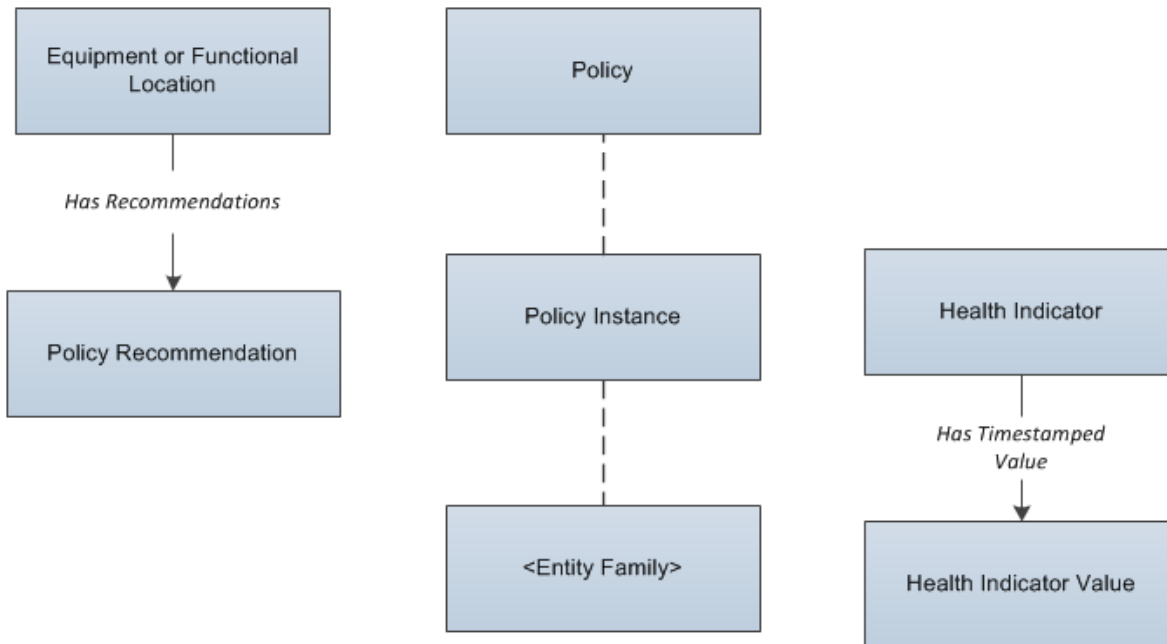 Equipment or Functional
Location
Policy
Has Recommendations
Policy Recommendation
Policy Instance
Health Indicator
Has Timestamped
Value
<Entity Family>
Health Indicator Value